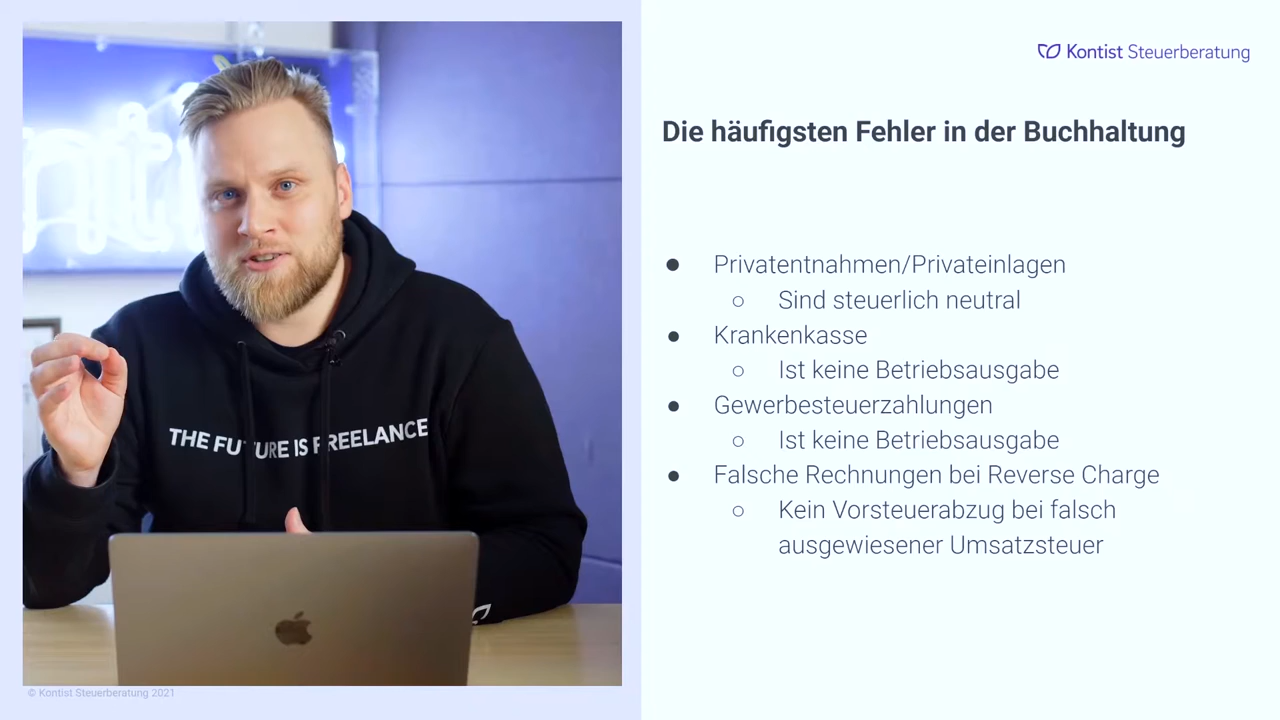 Kontist Steuerberatung
Die häufigsten Fehler in der Buchhaltung
● Privatentnahmen/Privateinlagen
○ Sind steuerlich neutral
● Krankenkasse
○ Ist keine Betriebsausgabe
● Gewerbesteuerzahlungen
○ Ist keine Betriebsausgabe
● Falsche Rechnungen bei Reverse Charge
○ Kein Vorsteuerabzug bei falsch
ausgewiesener Umsatzsteuer
THE FUTURE IS FREELANCE
© Kontist Steuerberatung 2021